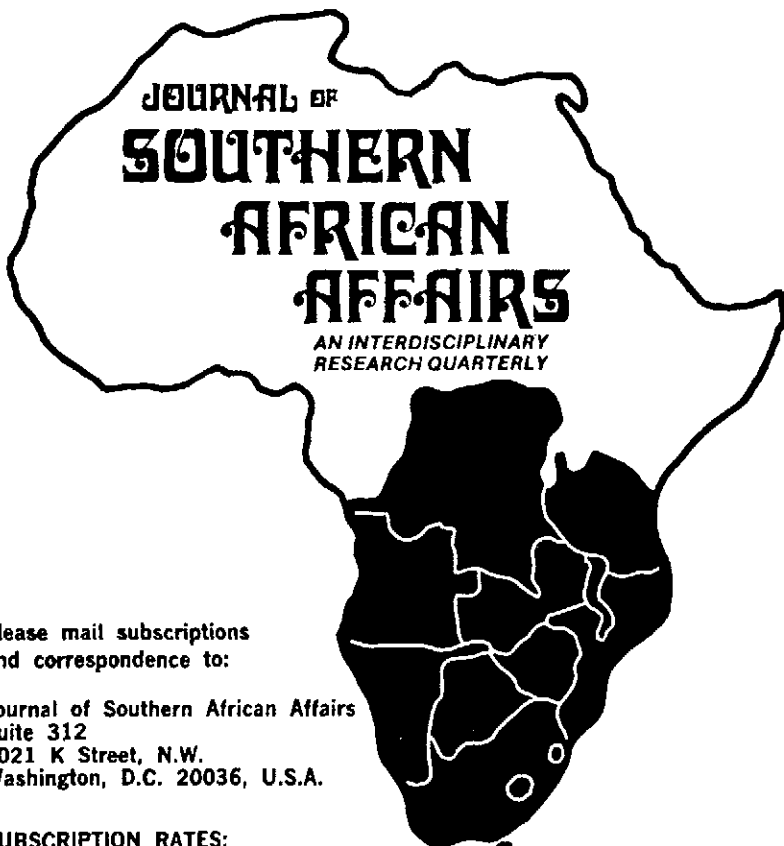 JOURNAL OF
SOUTHERN
AFRICAN
AFFAIRS
AN INTERDISCIPLINARY
RESEARCH QUARTERLY
lease mail subscriptions
nd correspondence to:
ournal of Southern African Affairs
uite 312
021 K Street, N.W.
ashington, D.C. 20036, U.S.A.
UBSCRIPTION RATES: